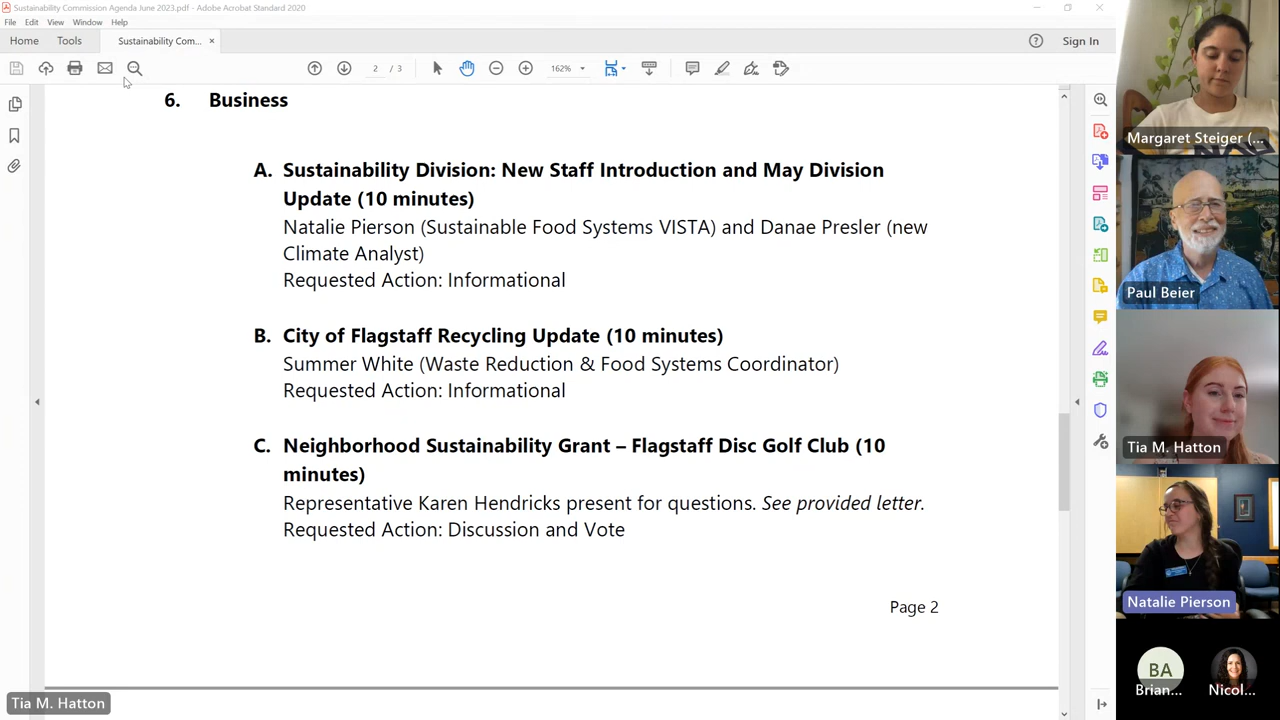 Sustainability Commission Agenda June 2023.pdf - Adobe Acrobat Standard 2020
File Edit View Window Help
Home Tools Sustainability Com... × Sign In
2 / 3 162%
6. Business
A. Sustainability Division: New Staff Introduction and May Division
Update (10 minutes)
Natalie Pierson (Sustainable Food Systems VISTA) and Danae Presler (new
Climate Analyst)
Requested Action: Informational
B. City of Flagstaff Recycling Update (10 minutes)
Summer White (Waste Reduction & Food Systems Coordinator)
Requested Action: Informational
C. Neighborhood Sustainability Grant – Flagstaff Disc Golf Club (10
minutes)
Representative Karen Hendricks present for questions. See provided letter.
Requested Action: Discussion and Vote
Page 2
Tia M. Hatton
Margaret Steiger (...
Paul Beier
Tia M. Hatton
Natalie Pierson
BA
Brian... Nicol...